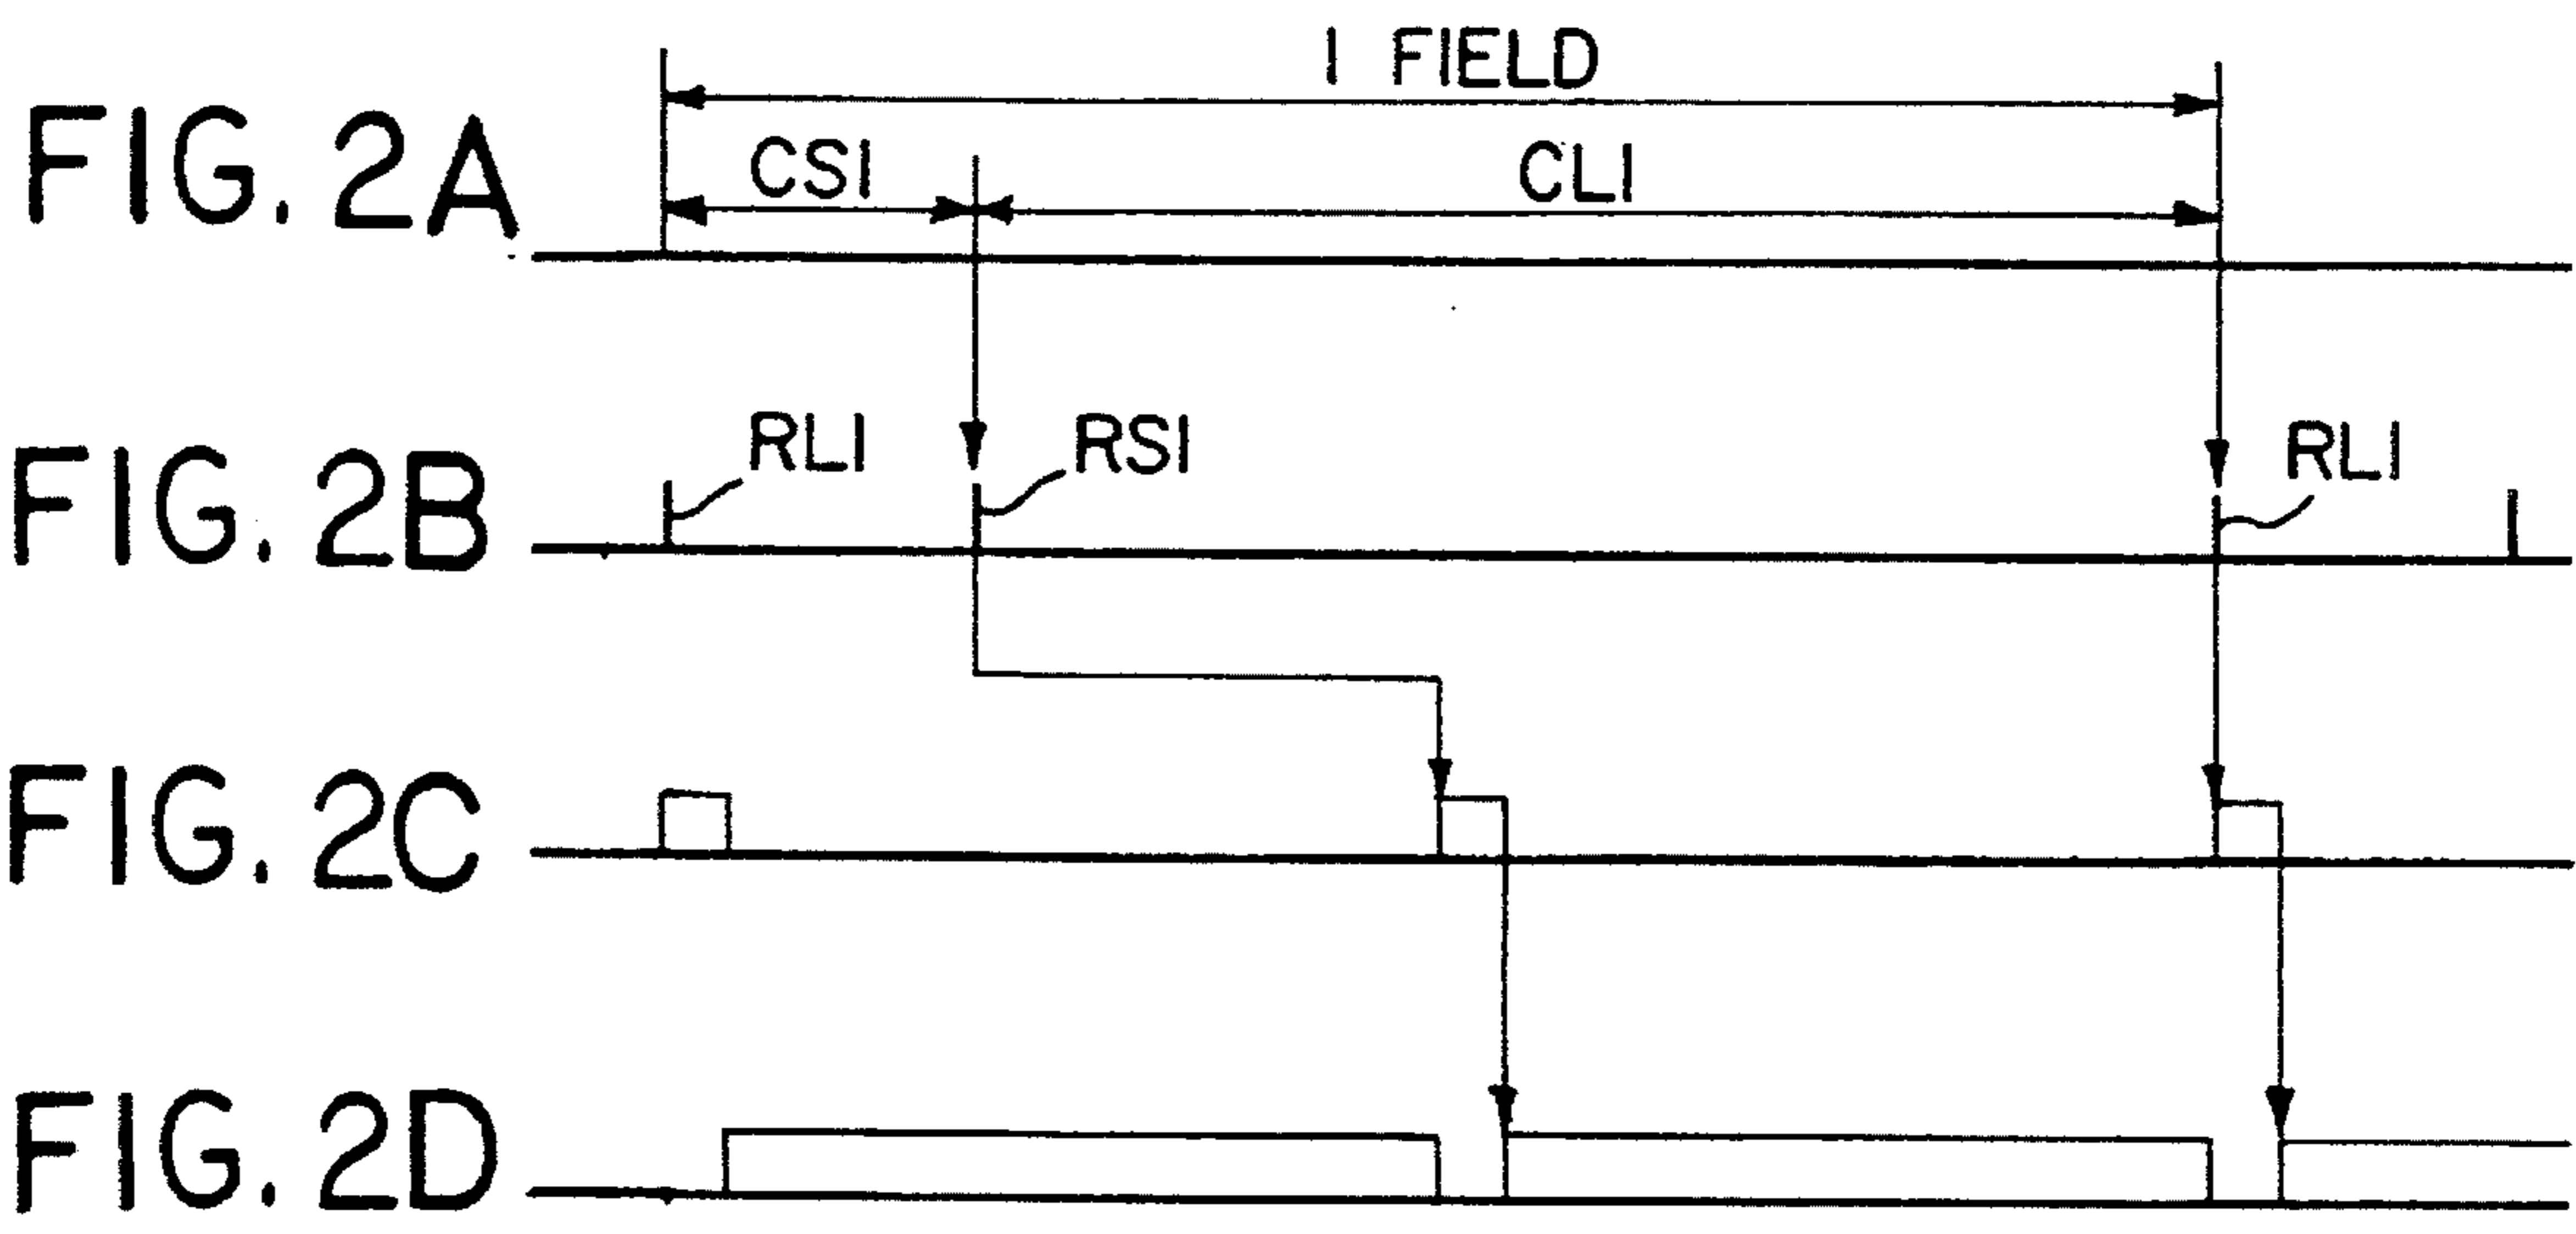 1 FIELD
FIG. 2A
CS1
CL1
FIG. 2B
RL1
RS1
RL1
FIG. 2C
FIG. 2D